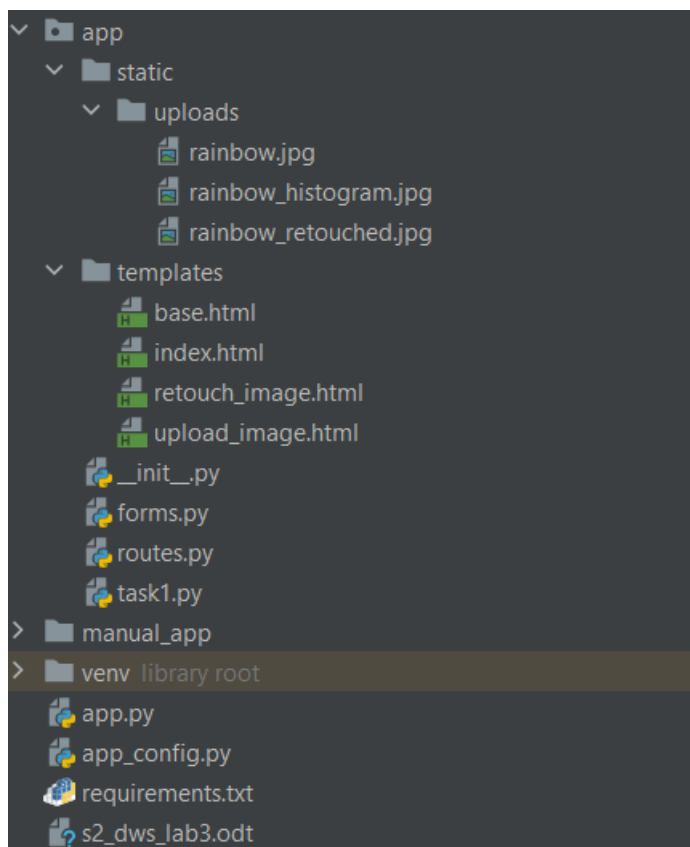 app
static
uploads
rainbow.jpg
rainbow_histogram.jpg
rainbow_retouched.jpg
templates
base.html
index.html
retouch_image.html
upload_image.html
__init__.py
forms.py
routes.py
task1.py
manual_app
venv library root
app.py
app_config.py
requirements.txt
s2_dws_lab3.odt